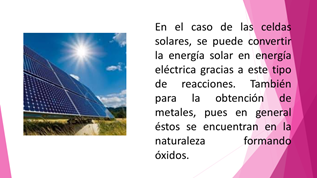 En el caso de las celdas
solares, se puede convertir
la energía solar en energía
eléctrica gracias a este tipo
de reacciones. También
para la obtención de
metales, pues en general
éstos se encuentran en la
naturaleza formando
óxidos.